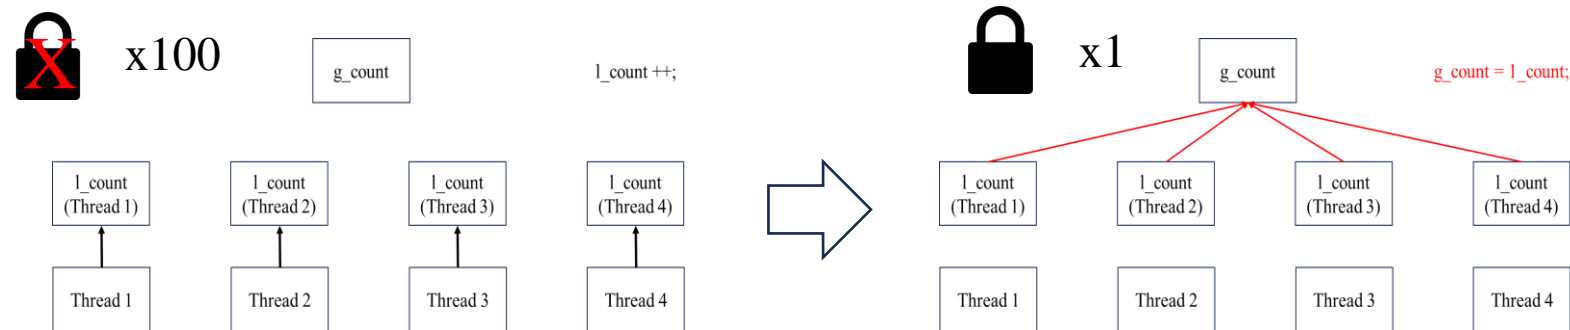 X
x100
g_count
l_count ++;
l_count
(Thread 1)
l_count
(Thread 2)
l_count
(Thread 3)
l_count
(Thread 4)
Thread 1
Thread 2
Thread 3
Thread 4
x1
g_count
g_count = l_count;
l_count
(Thread 1)
l_count
(Thread 2)
l_count
(Thread 3)
l_count
(Thread 4)
Thread 1
Thread 2
Thread 3
Thread 4